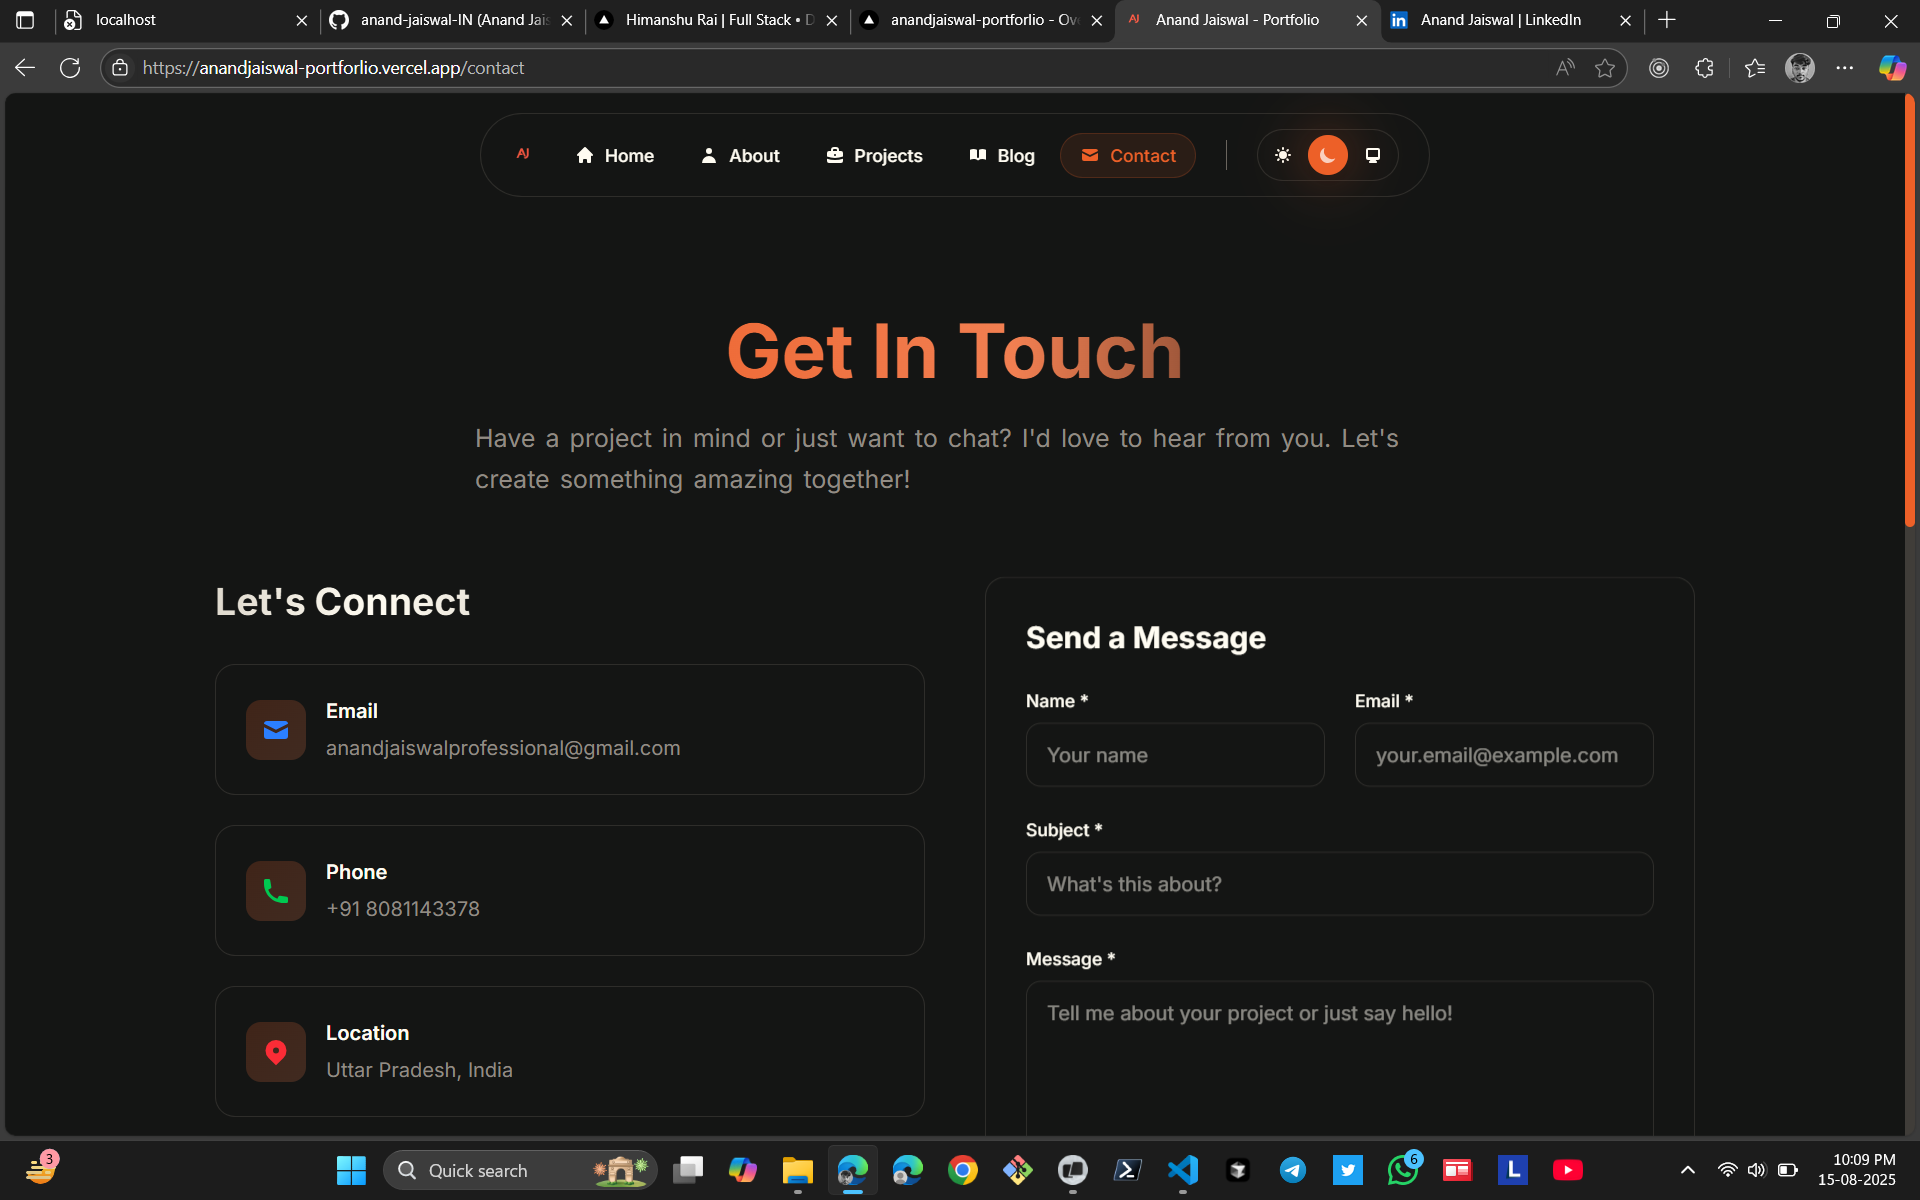 localhost
anand-jaiswal-IN (Anand Jais
Himanshu Rai | Full Stack • D
anandjaiswal-portforlio - Ove
AJ
Anand Jaiswal - Portfolio
in
Anand Jaiswal | LinkedIn
https://anandjaiswal-portforlio.vercel.app/contact
AJ
Home
About
Projects
Blog
Contact
Get In Touch
Have a project in mind or just want to chat? I'd love to hear from you. Let's
create something amazing together!
Let's Connect
Email
anandjaiswalprofessional@gmail.com
Phone
+91 8081143378
Location
Uttar Pradesh, India
Send a Message
Name *
Email *
Your name
your.email@example.com
Subject *
What's this about?
Message *
Tell me about your project or just say hello!
3
Quick search
6
L
10:09 PM
15-08-2025